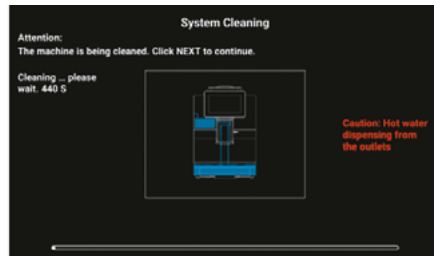 System Cleaning
Attention:
The machine is being cleaned. Click NEXT to continue.
Cleaning ... please
wait. 440 S
Caution: Hot water
dispensing from
the outlets